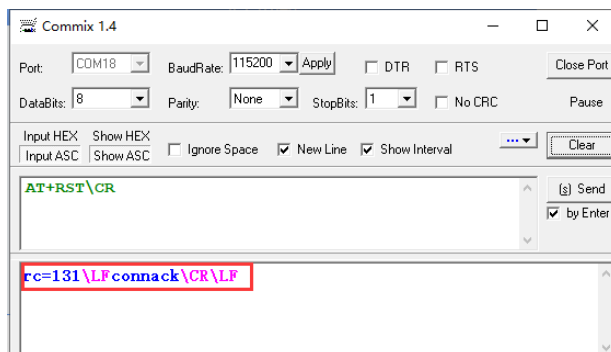 Commix 1.4
Port: COM18 BaudRate: 115200 Apply DTR RTS Close Port
DataBits: 8 Parity: None StopBits: 1 No CRC Pause
Input HEX Show HEX
Input ASC Show ASC Ignore Space New Line Show Interval ... Clear
AT+RST\CR
(s) Send
by Enter
rc=131\LFconnack\CR\LF